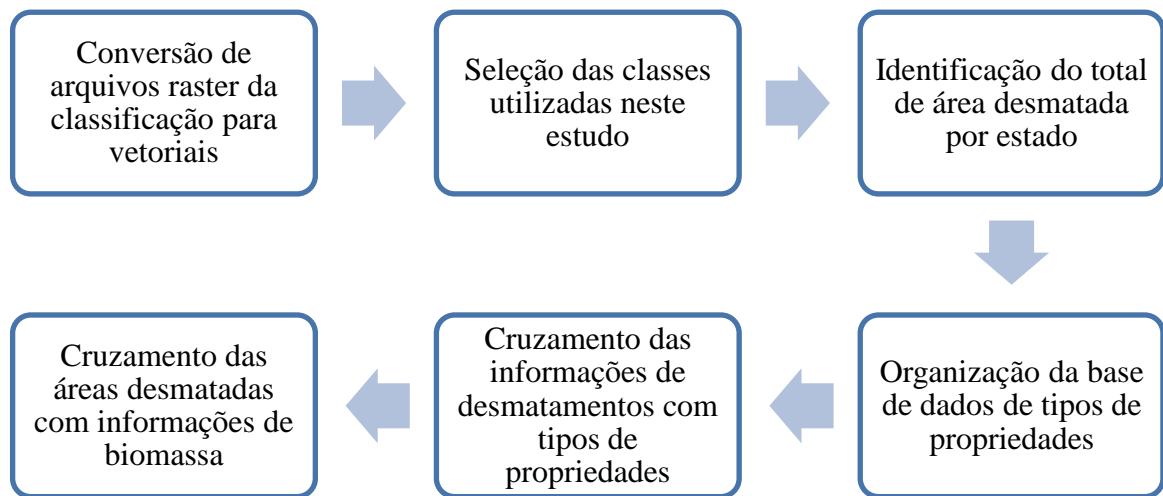 Conversão de
arquivos raster da
classificação para
vetoriais
Seleção das classes
utilizadas neste
estudo
Identificação do total
de área desmatada
por estado
Organização da base
de dados de tipos de
propriedades
Cruzamento das
informações de
desmatamentos com
tipos de
propriedades
Cruzamento das
áreas desmatadas
com informações de
biomassa